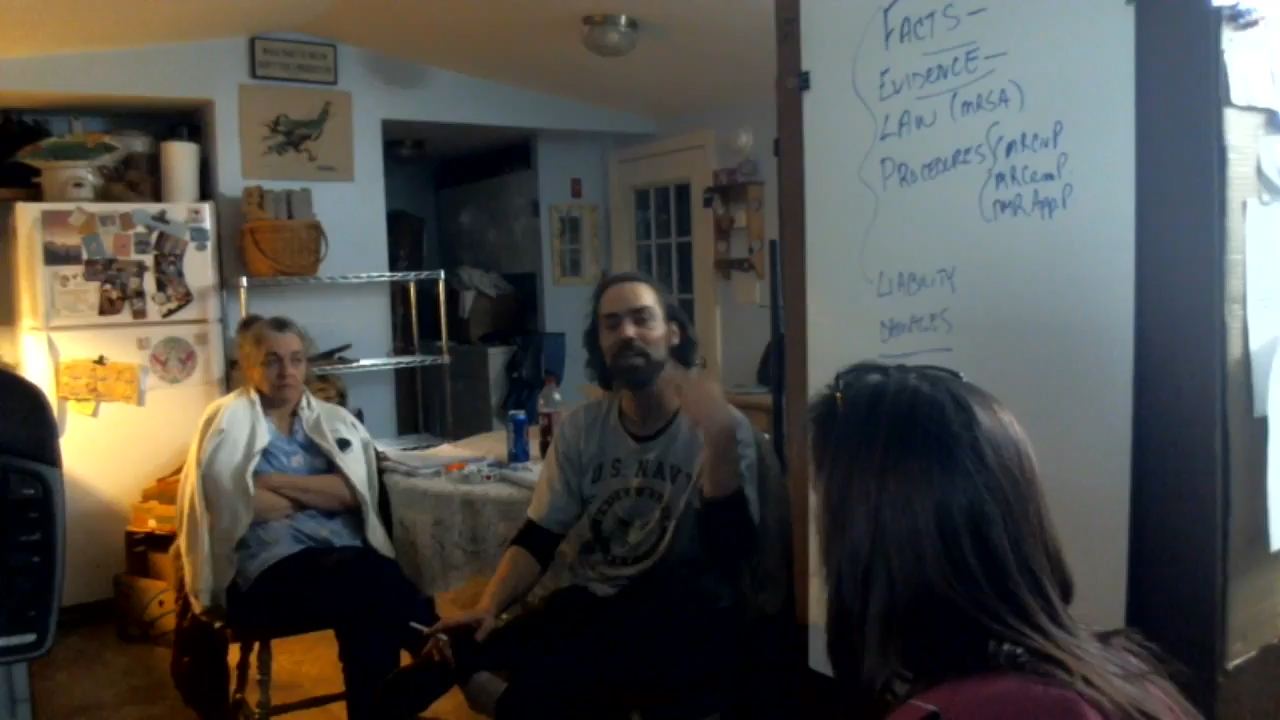 FACTS-
EVIDENCE-
LAW (MRSA)
PROCEDURES { MRCivP
MRCrimP.
MR App.P
LIABILITY
DAMAGES
U.S. NAVY